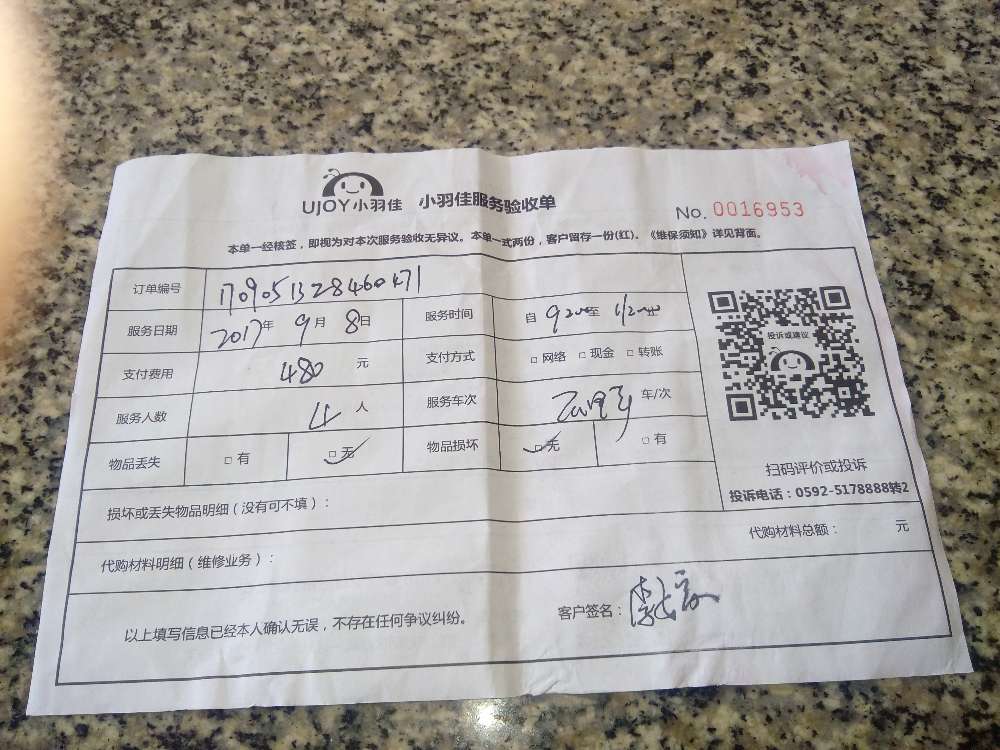 UJOY小羽佳 小羽佳服务验收单
No. 0016953
本单一经核签，即视为对本次服务验收无异议。本单一式两份，客户留存一份(红)。《维保须知》详见背面。
订单编号 170905132846047​1
服务日期 2017年 9月 8日 服务时间 自 9 至
支付费用 480 元 支付方式 □ 网络 □ 现金 □ 转账
服务人数 4 人 服务车次 车/次
物品丢失 □ 有 □ 无 物品损坏 □ 无 □ 有
投诉或建议
扫码评价或投诉
投诉电话：0592-5178888转2
损坏或丢失物品明细（没有可不填）：
代购材料明细（维修业务）： 代购材料总额： 元
以上填写信息已经本人确认无误，不存在任何争议纠纷。 客户签名：